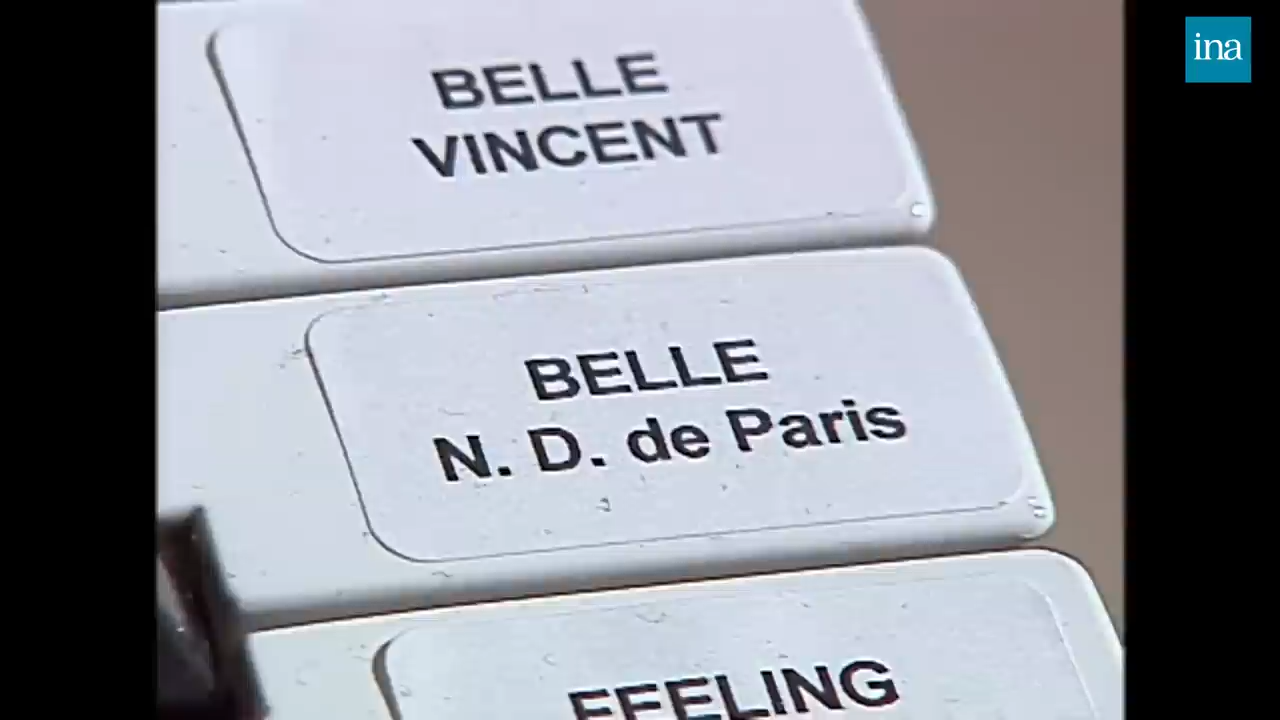 ina
BELLE
VINCENT
BELLE
N. D. de Paris
FEELING